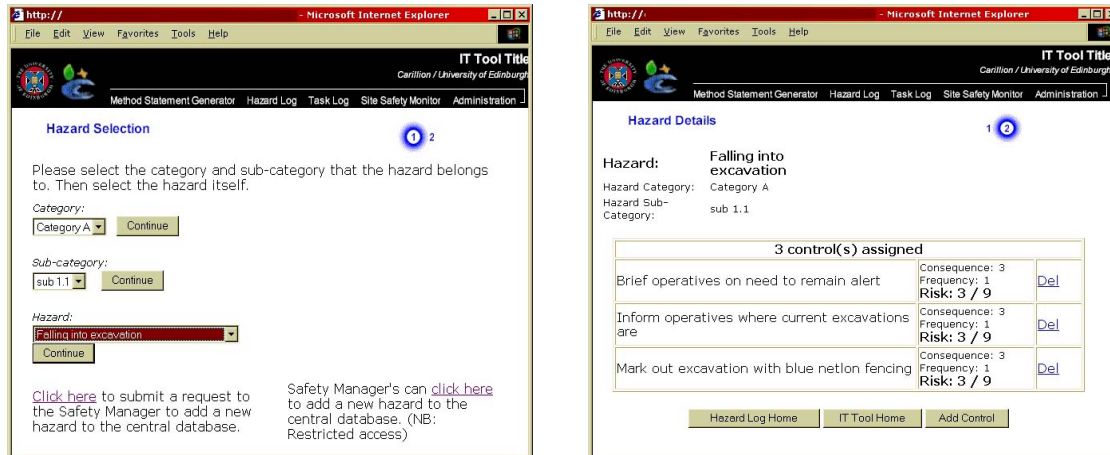 http:// - Microsoft Internet Explorer
File Edit View Favorites Tools Help
IT Tool Title
Carillion / University of Edinburgh
Method Statement Generator Hazard Log Task Log Site Safety Monitor Administration
Hazard Selection 1 2
Please select the category and sub-category that the hazard belongs
to. Then select the hazard itself.
Category:
Category A Continue
Sub-category:
sub 1.1 Continue
Hazard:
Falling into excavation
Continue
Click here to submit a request to
the Safety Manager to add a new
hazard to the central database.
Safety Manager's can click here
to add a new hazard to the
central database. (NB:
Restricted access)
http:// - Microsoft Internet Explorer
File Edit View Favorites Tools Help
IT Tool Title
Carillion / University of Edinburgh
Method Statement Generator Hazard Log Task Log Site Safety Monitor Administration
Hazard Details 1 2
Hazard: Falling into
excavation
Hazard Category: Category A
Hazard Sub-
Category: sub 1.1
3 control(s) assigned
Brief operatives on need to remain alert
Consequence: 3
Frequency: 1
Risk: 3 / 9
Del
Inform operatives where current excavations
are
Consequence: 3
Frequency: 1
Risk: 3 / 9
Del
Mark out excavation with blue netlon fencing
Consequence: 3
Frequency: 1
Risk: 3 / 9
Del
Hazard Log Home IT Tool Home Add Control